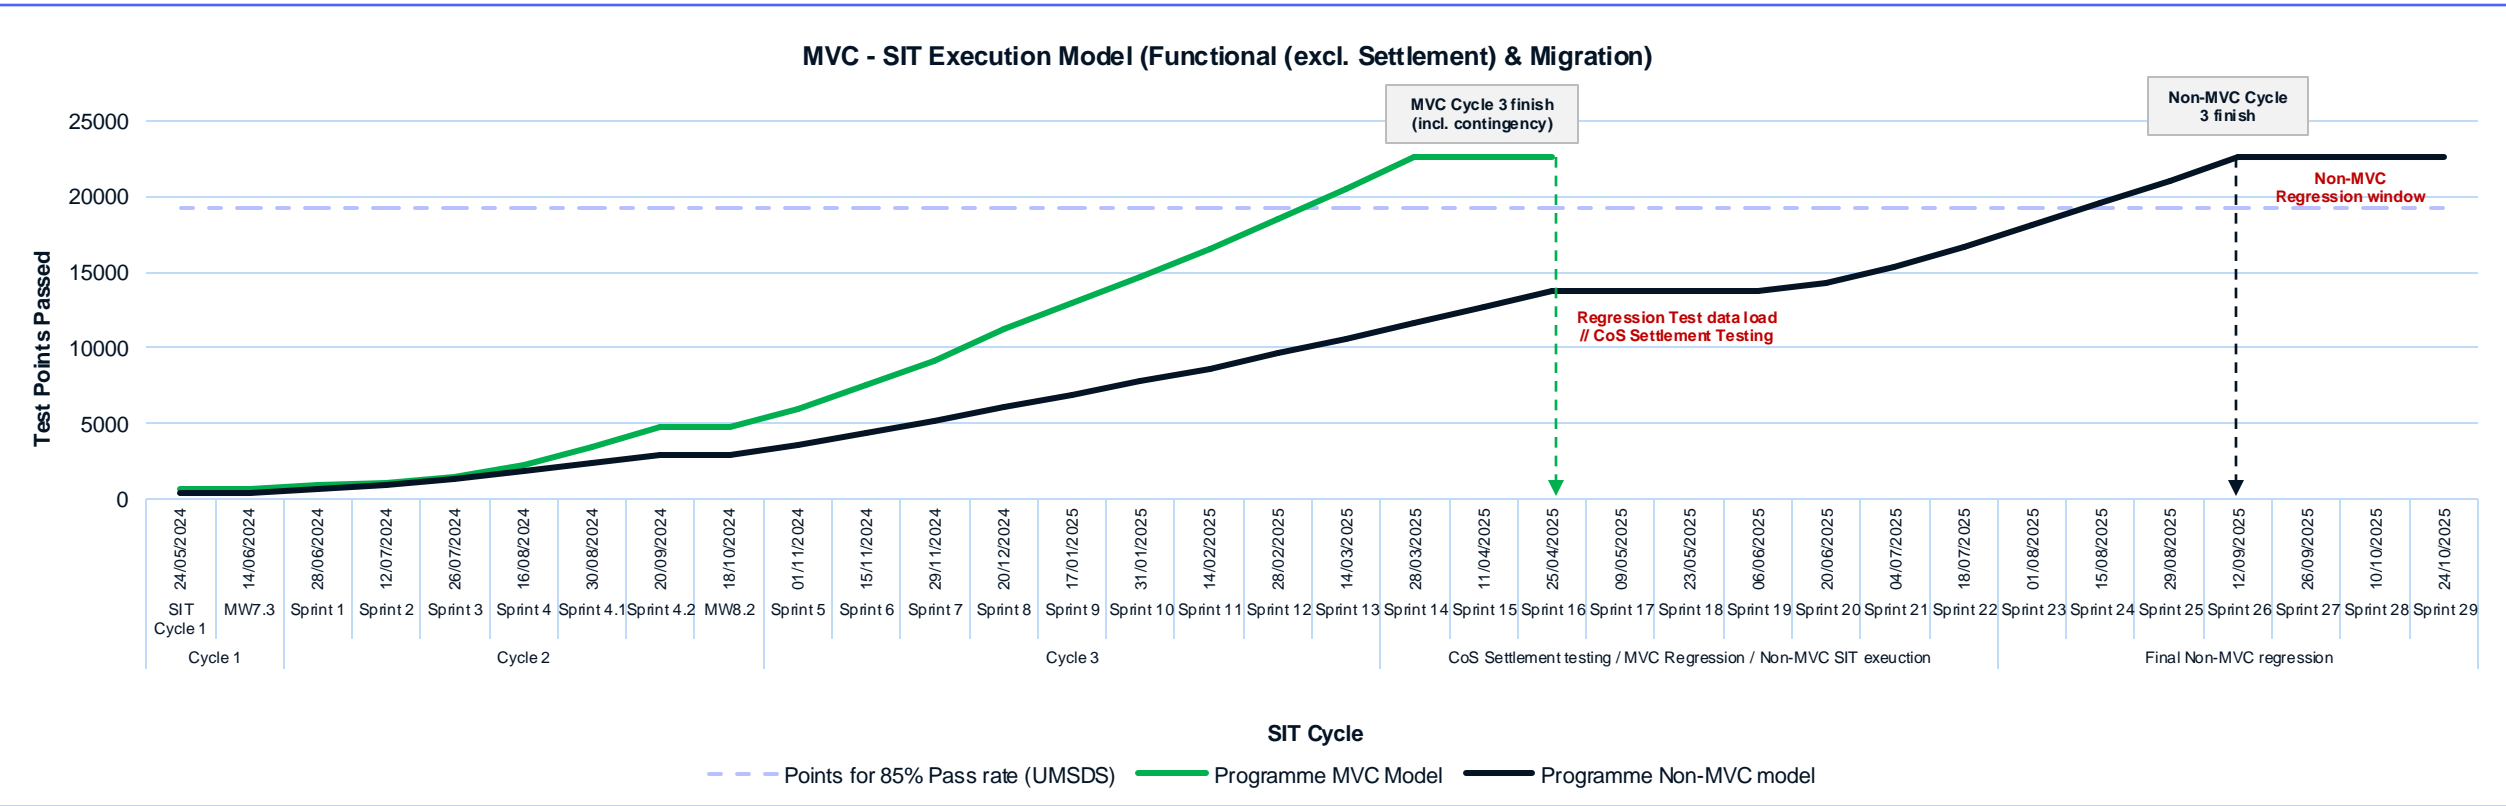 MVC - SIT Execution Model (Functional (excl. Settlement) & Migration)
MVC Cycle 3 finish
(incl. contingency)
Non-MVC Cycle
3 finish
Non-MVC
Regression window
Regression Test data load
// CoS Settlement Testing
Test Points Passed
25000
20000
15000
10000
5000
0
24/05/2024
14/06/2024
28/06/2024
12/07/2024
26/07/2024
16/08/2024
30/08/2024
20/09/2024
18/10/2024
01/11/2024
15/11/2024
29/11/2024
20/12/2024
17/01/2025
31/01/2025
14/02/2025
28/02/2025
14/03/2025
28/03/2025
11/04/2025
25/04/2025
09/05/2025
23/05/2025
06/06/2025
20/06/2025
04/07/2025
18/07/2025
01/08/2025
15/08/2025
29/08/2025
12/09/2025
26/09/2025
10/10/2025
24/10/2025
SIT
Cycle 1
MW7.3
Sprint 1
Sprint 2
Sprint 3
Sprint 4
Sprint 4.1
Sprint 4.2
MW8.2
Sprint 5
Sprint 6
Sprint 7
Sprint 8
Sprint 9
Sprint 10
Sprint 11
Sprint 12
Sprint 13
Sprint 14
Sprint 15
Sprint 16
Sprint 17
Sprint 18
Sprint 19
Sprint 20
Sprint 21
Sprint 22
Sprint 23
Sprint 24
Sprint 25
Sprint 26
Sprint 27
Sprint 28
Sprint 29
Cycle 1
Cycle 2
Cycle 3
CoS Settlement testing / MVC Regression / Non-MVC SIT exeuction
Final Non-MVC regression
SIT Cycle
Points for 85% Pass rate (UMSDS)
Programme MVC Model
Programme Non-MVC model